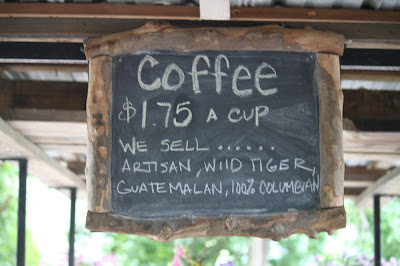 Coffee
$1.75 A CUP
WE SELL ......
ARTISAN, WILD TIGER,
GUATEMALAN, 100% COLUMBIAN